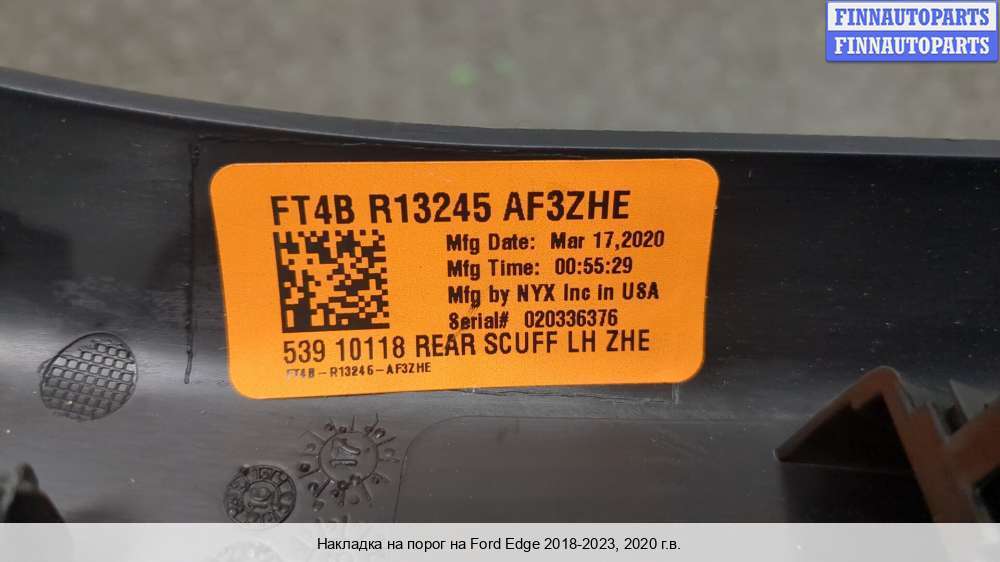 FINNAUTOPARTS
FINNAUTOPARTS
FT4B R13245 AF3ZHE
Mfg Date: Mar 17,2020
Mfg Time: 00:55:29
Mfg by NYX Inc in USA
Serial# 020336376
539 10118 REAR SCUFF LH ZHE
FT4B-R13246-AF3ZHE
17
Накладка на порог на Ford Edge 2018-2023, 2020 г.в.